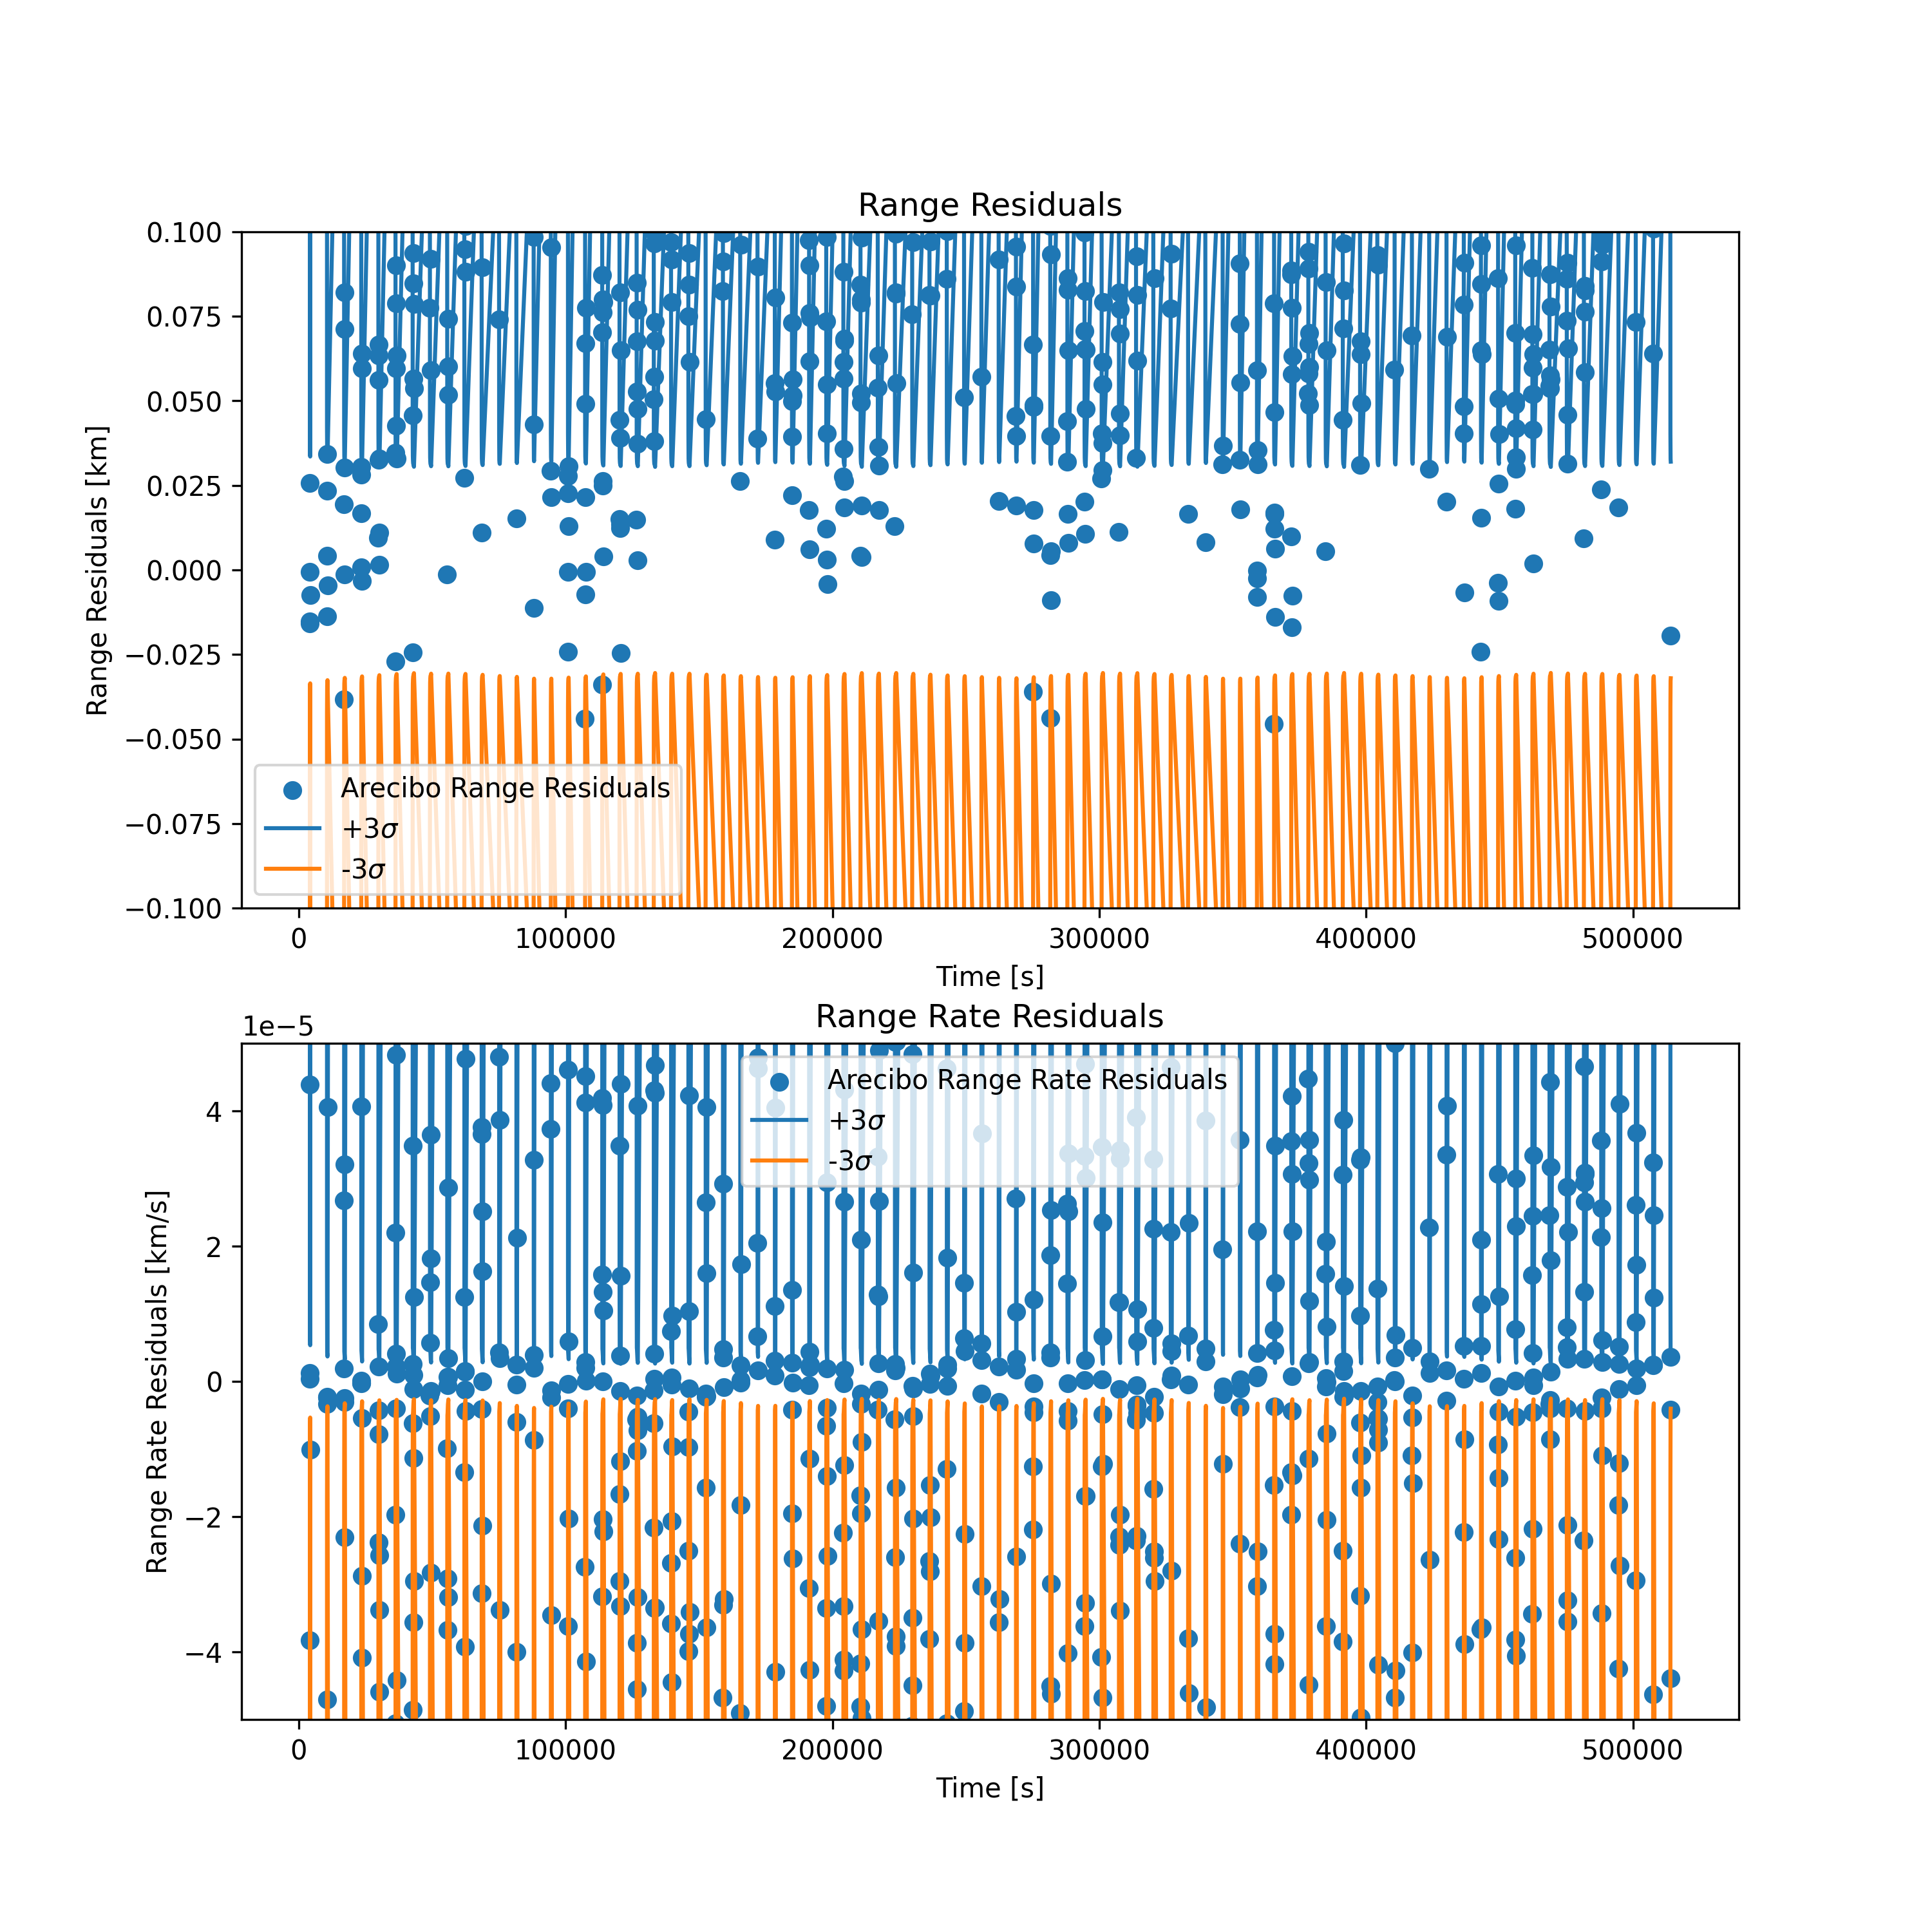 Range Residuals
0.100
0.075
0.050
0.025
0.000
−0.025
−0.050
−0.075
−0.100
Range Residuals [km]
Arecibo Range Residuals
+3σ
-3σ
0 100000 200000 300000 400000 500000
Time [s]
Range Rate Residuals
1e−5
4
2
0
−2
−4
Range Rate Residuals [km/s]
Arecibo Range Rate Residuals
+3σ
-3σ
0 100000 200000 300000 400000 500000
Time [s]